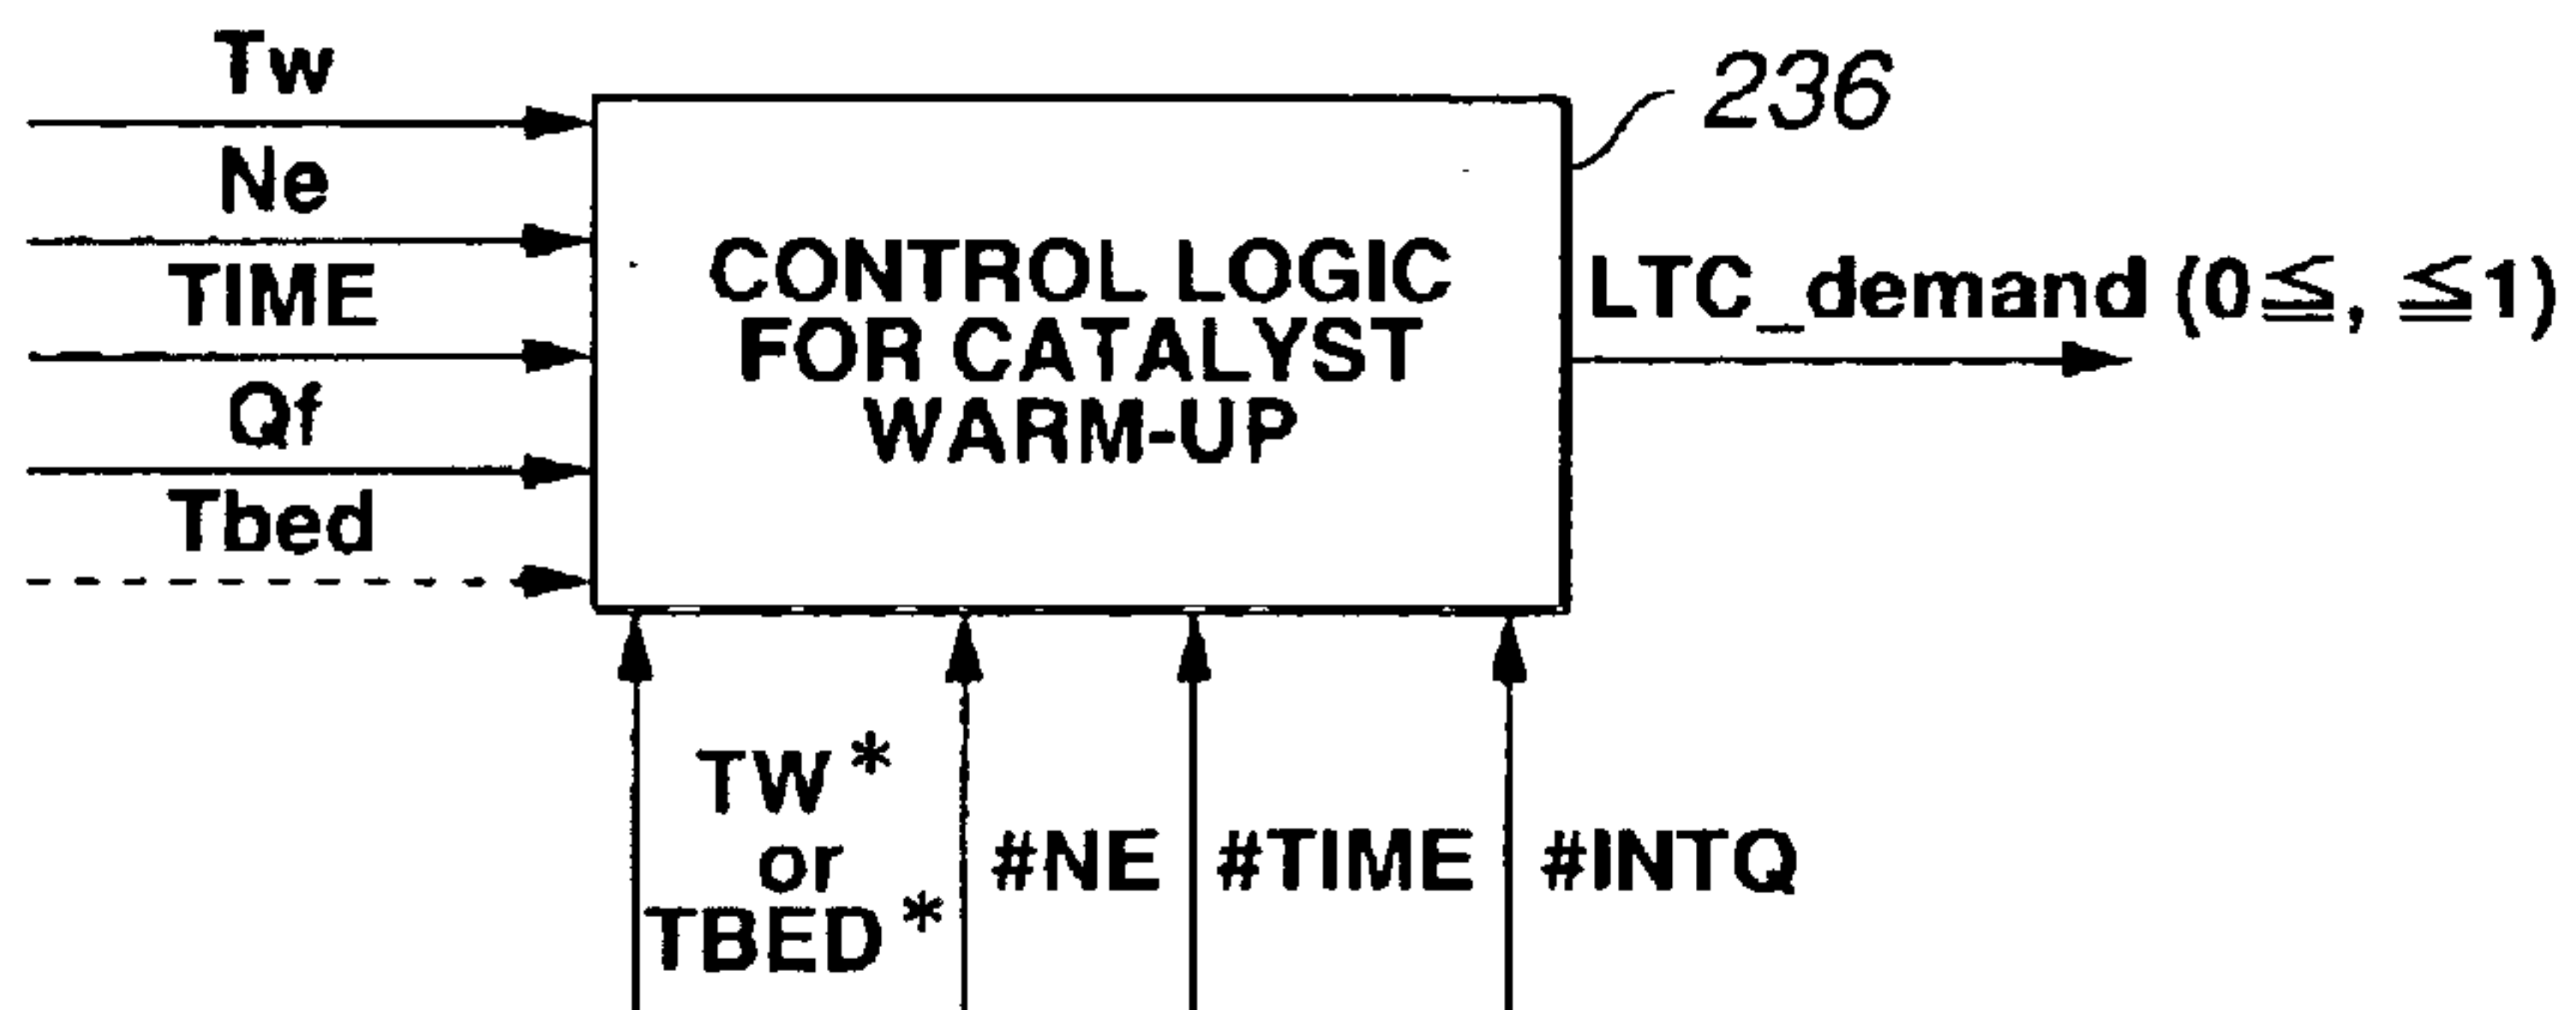 Tw
Ne
TIME
Qf
Tbed
CONTROL LOGIC
FOR CATALYST
WARM-UP
236
LTC_demand (0≦, ≦1)
TW*
or
TBED*
#NE
#TIME
#INTQ